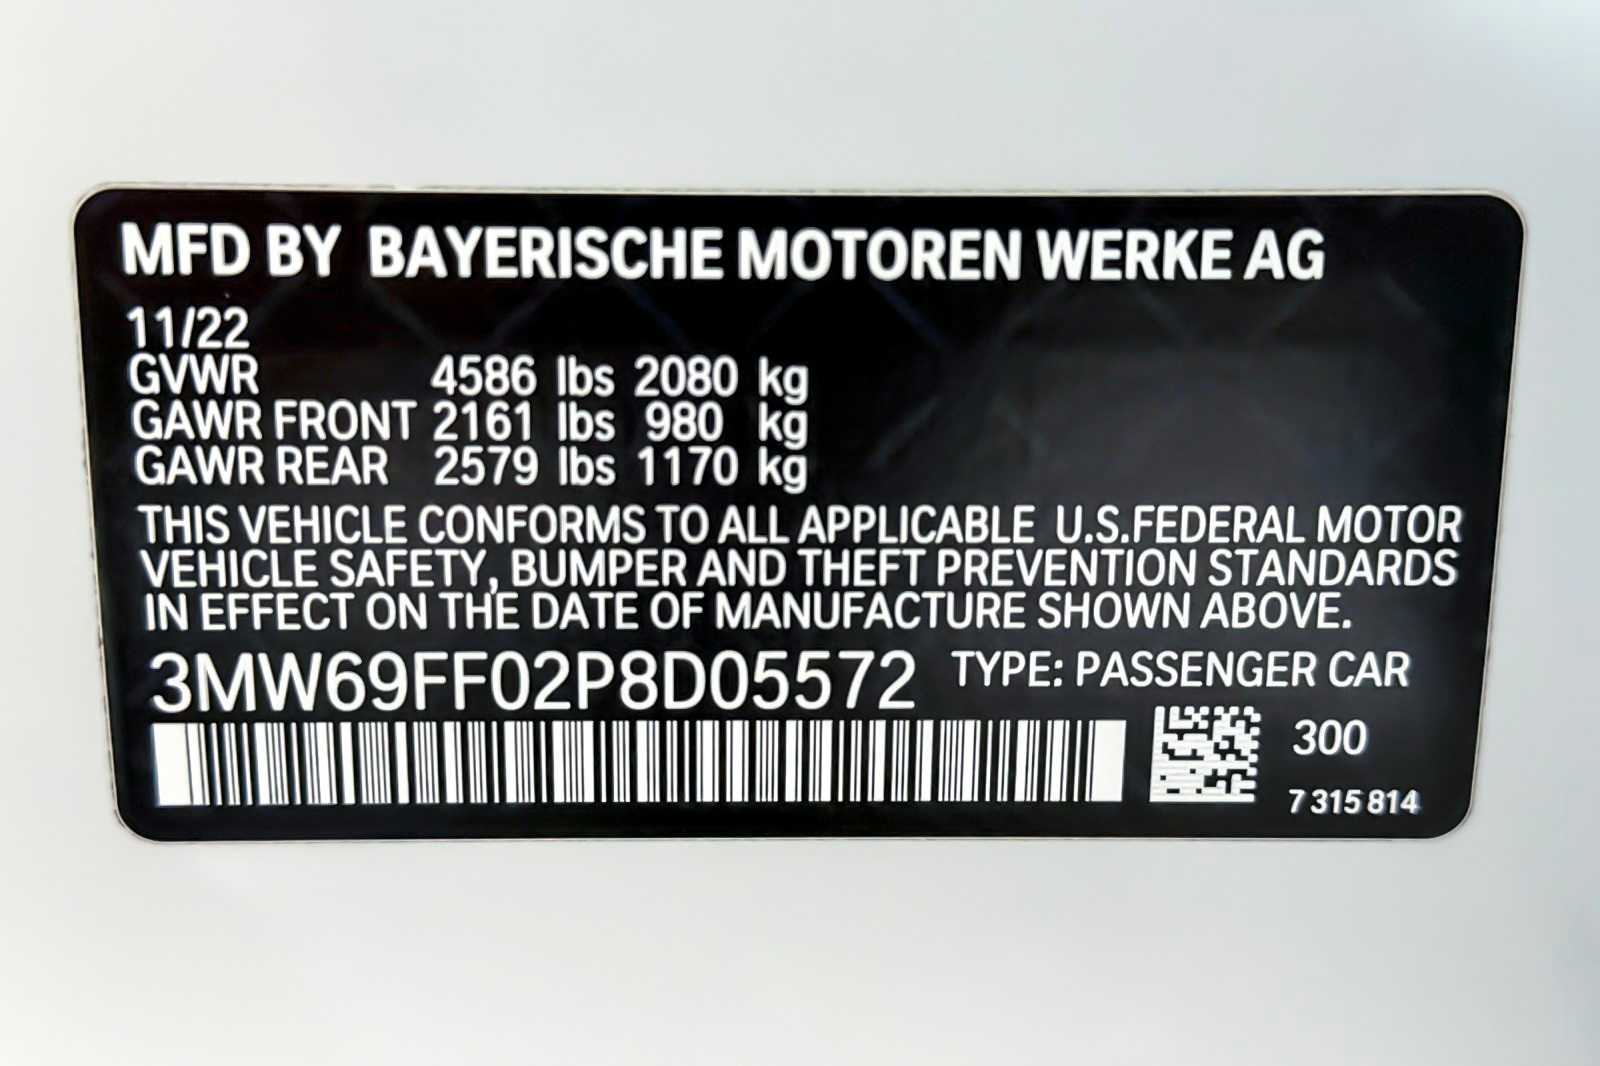 MFD BY BAYERISCHE MOTOREN WERKE AG
11/22
GVWR 4586 lbs 2080 kg
GAWR FRONT 2161 lbs 980 kg
GAWR REAR 2579 lbs 1170 kg
THIS VEHICLE CONFORMS TO ALL APPLICABLE U.S.FEDERAL MOTOR
VEHICLE SAFETY, BUMPER AND THEFT PREVENTION STANDARDS
IN EFFECT ON THE DATE OF MANUFACTURE SHOWN ABOVE.
3MW69FF02P8D05572 TYPE: PASSENGER CAR
300
7 315 814